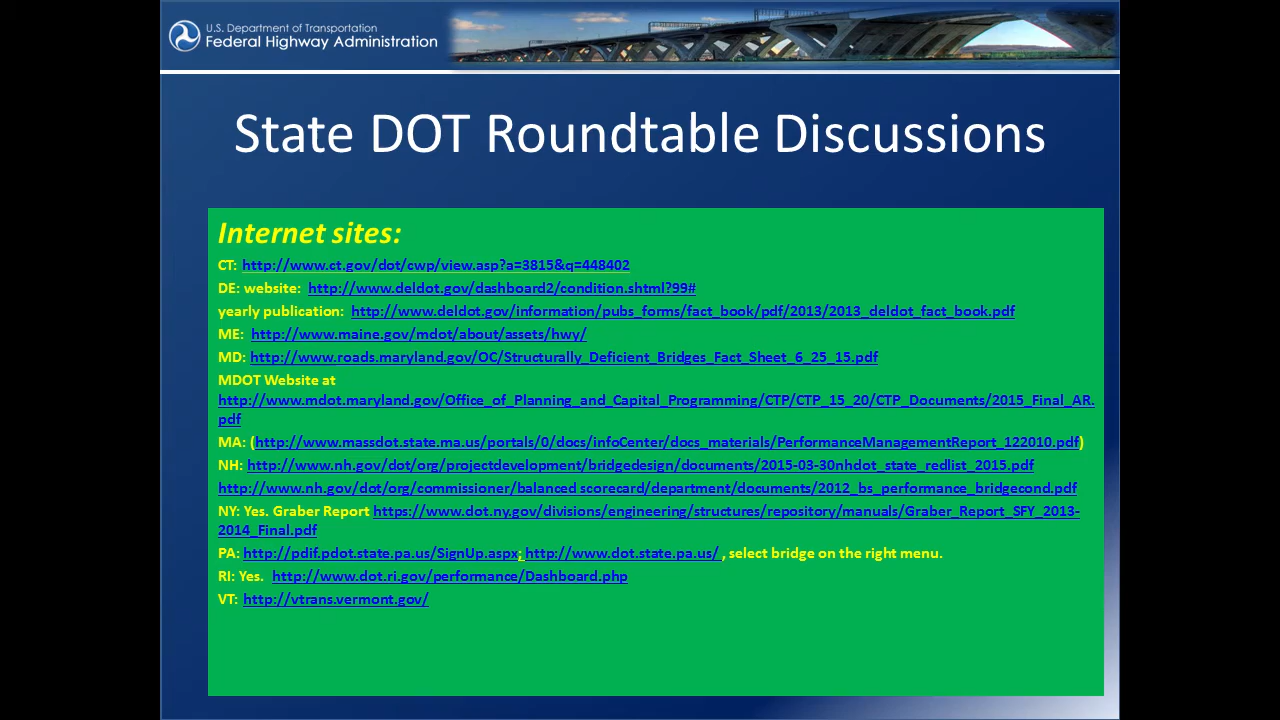 U.S. Department of Transportation
Federal Highway Administration
State DOT Roundtable Discussions
Internet sites:
CT: http://www.ct.gov/dot/cwp/view.asp?a=3815&q=448402
DE: website: http://www.deldot.gov/dashboard2/condition.shtml?99#
yearly publication: http://www.deldot.gov/information/pubs_forms/fact_book/pdf/2013/2013_deldot_fact_book.pdf
ME: http://www.maine.gov/mdot/about/assets/hwy/
MD: http://www.roads.maryland.gov/OC/Structurally_Deficient_Bridges_Fact_Sheet_6_25_15.pdf
MDOT Website at
http://www.mdot.maryland.gov/Office_of_Planning_and_Capital_Programming/CTP/CTP_15_20/CTP_Documents/2015_Final_AR.
pdf
MA: (http://www.massdot.state.ma.us/portals/0/docs/infoCenter/docs_materials/PerformanceManagementReport_122010.pdf)
NH: http://www.nh.gov/dot/org/projectdevelopment/bridgedesign/documents/2015-03-30nhdot_state_redlist_2015.pdf
http://www.nh.gov/dot/org/commissioner/balanced scorecard/department/documents/2012_bs_performance_bridgecond.pdf
NY: Yes. Graber Report https://www.dot.ny.gov/divisions/engineering/structures/repository/manuals/Graber_Report_SFY_2013-
2014_Final.pdf
PA: http://pdif.pdot.state.pa.us/SignUp.aspx; http://www.dot.state.pa.us/ , select bridge on the right menu.
RI: Yes. http://www.dot.ri.gov/performance/Dashboard.php
VT: http://vtrans.vermont.gov/